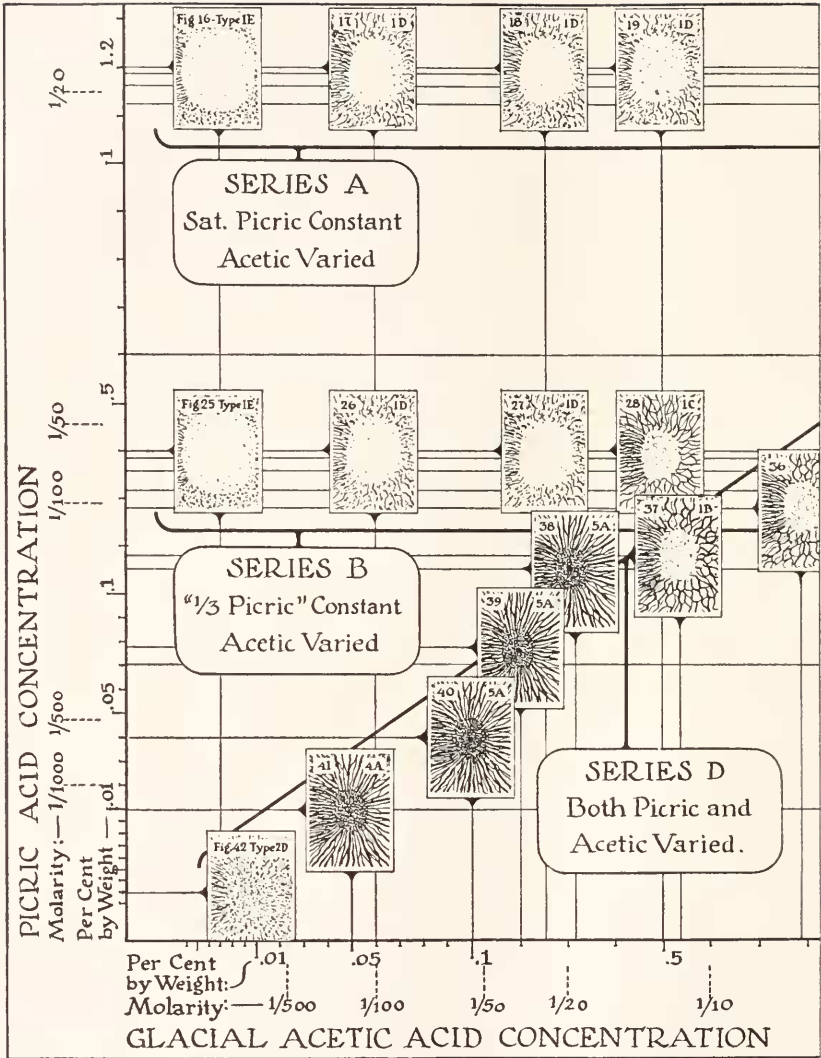 Fig 16-Type 1E
17 1D
18 1D
19 1D
SERIES A
Sat. Picric Constant
Acetic Varied
Fig 25 Type 1E
26 1D
27 1D
28 1C
36
37 1B
38 5A
SERIES B
"1/3 Picric" Constant
Acetic Varied
39 5A
40 5A
41 4A
Fig. 42 Type 2D
SERIES D
Both Picric and
Acetic Varied.
PICRIC ACID CONCENTRATION
Molarity:— 1/1000 1/500 1/100 1/50 1/20
Per Cent
by Weight — .01 .05 .1 .5 .1 1.2
Per Cent
by Weight: .01 .05 .1 .5
Molarity:— 1/500 1/100 1/50 1/20 1/10
GLACIAL ACETIC ACID CONCENTRATION